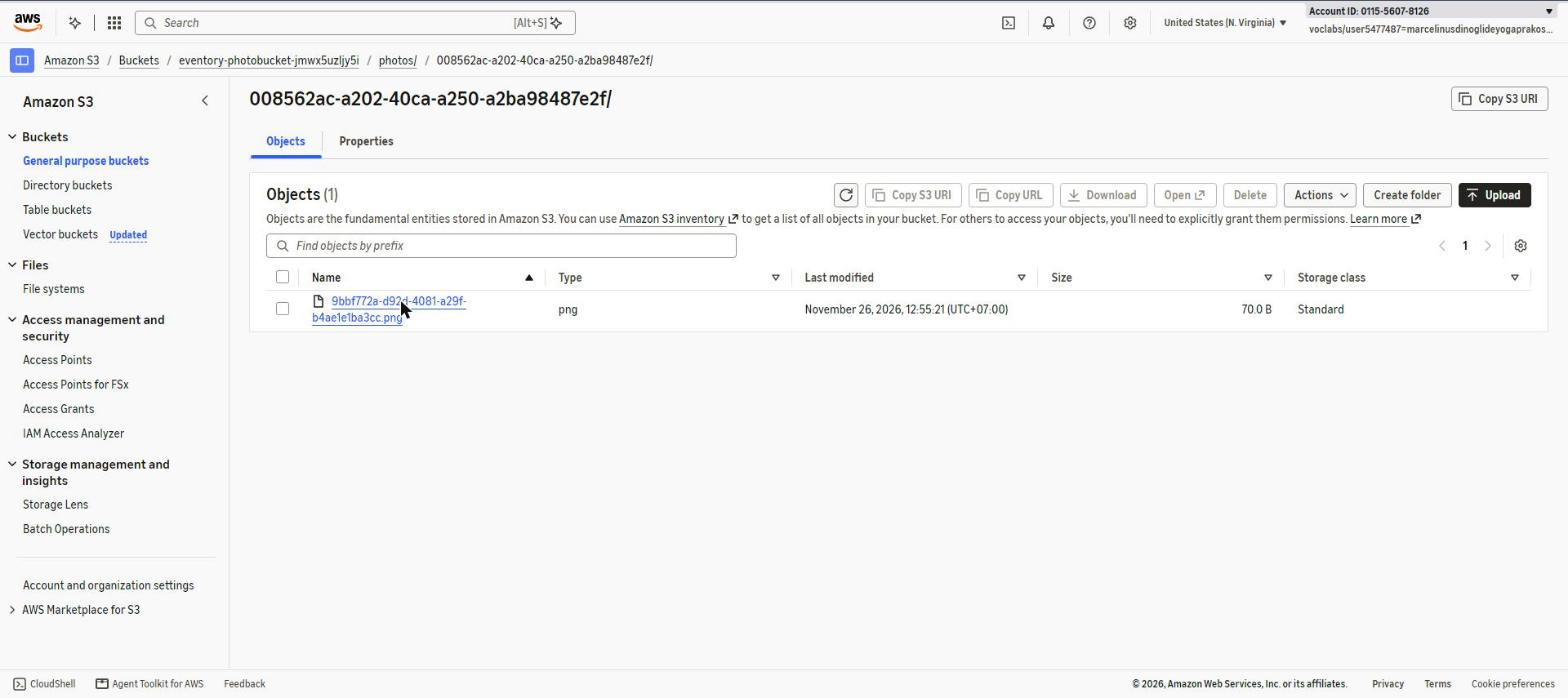 aws
Search
[Alt+S]
United States (N. Virginia)
Account ID: 0115-5607-8126
voclabs/user5477487=marcelinusdinoglideyogaprakos...
Amazon S3 / Buckets / eventory-photobucket-jmwx5uzljy5i / photos/ / 008562ac-a202-40ca-a250-a2ba98487e2f/
Amazon S3
Buckets
General purpose buckets
Directory buckets
Table buckets
Vector buckets Updated
Files
File systems
Access management and
security
Access Points
Access Points for FSx
Access Grants
IAM Access Analyzer
Storage management and
insights
Storage Lens
Batch Operations
Account and organization settings
AWS Marketplace for S3
008562ac-a202-40ca-a250-a2ba98487e2f/
Copy S3 URI
Objects
Properties
Objects (1)
Copy S3 URI
Copy URL
Download
Open
Delete
Actions
Create folder
Upload
Objects are the fundamental entities stored in Amazon S3. You can use Amazon S3 inventory to get a list of all objects in your bucket. For others to access your objects, you'll need to explicitly grant them permissions. Learn more
Find objects by prefix
1
Name
Type
Last modified
Size
Storage class
9bbf772a-d92d-4081-a29f-
b4ae1e1ba3cc.png
png
November 26, 2026, 12:55:21 (UTC+07:00)
70.0 B
Standard
CloudShell
Agent Toolkit for AWS
Feedback
© 2026, Amazon Web Services, Inc. or its affiliates.
Privacy
Terms
Cookie preferences